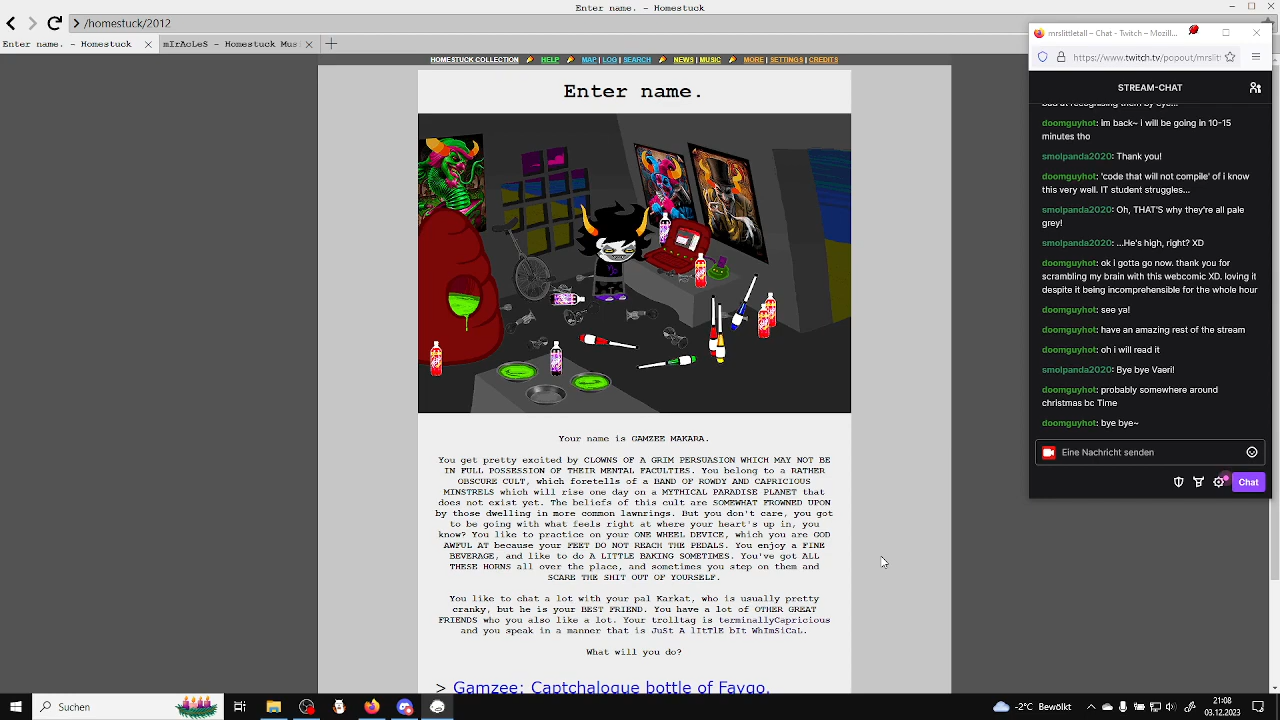 Enter name. - Homestuck
/homestuck/2012
Enter name. - Homestuck
mIrAcLeS - Homestuck Mus
HOMESTUCK COLLECTION HELP MAP | LOG | SEARCH NEWS | MUSIC MORE | SETTINGS | CREDITS
Enter name.
Your name is GAMZEE MAKARA.
You get pretty excited by CLOWNS OF A GRIM PERSUASION WHICH MAY NOT BE
IN FULL POSSESSION OF THEIR MENTAL FACULTIES. You belong to a RATHER
OBSCURE CULT, which foretells of a BAND OF ROWDY AND CAPRICIOUS
MINSTRELS which will rise one day on a MYTHICAL PARADISE PLANET that
does not exist yet. The beliefs of this cult are SOMEWHAT FROWNED UPON
by those dwelling in more common lawnrings. But you don't care, you got
to be going with what feels right at where your heart's up in, you
know? You like to practice on your ONE WHEEL DEVICE, which you are GOD
AWFUL AT because your FEET DO NOT REACH THE PEDALS. You enjoy a FINE
BEVERAGE, and like to do A LITTLE BAKING SOMETIMES. You've got ALL
THESE HORNS all over the place, and sometimes you step on them and
SCARE THE SHIT OUT OF YOURSELF.
You like to chat a lot with your pal Karkat, who is usually pretty
cranky, but he is your BEST FRIEND. You have a lot of OTHER GREAT
FRIENDS who you also like a lot. Your trolltag is terminallyCapricious
and you speak in a manner that is JuSt A lItTlE bIt WhImSiCaL.
What will you do?
> Gamzee: Captchalogue bottle of Faygo.
mrslittletall – Chat - Twitch – Mozill...
https://www.twitch.tv/popout/mrslitt
STREAM-CHAT
bad at recognising them by eye...
doomguyhot: im back~ i will be going in 10-15
minutes tho
smolpanda2020: Thank you!
doomguyhot: 'code that will not compile' of i know
this very well. IT student struggles...
smolpanda2020: Oh, THAT'S why they're all pale
grey!
smolpanda2020: ...He's high, right? XD
doomguyhot: ok i gotta go now. thank you for
scrambling my brain with this webcomic XD. loving it
despite it being incomprehensible for the whole hour
doomguyhot: see ya!
doomguyhot: have an amazing rest of the stream
doomguyhot: oh i will read it
smolpanda2020: Bye bye Vaeri!
doomguyhot: probably somewhere around
christmas bc Time
doomguyhot: bye bye~
Eine Nachricht senden
Chat
Suchen
-2°C Bewölkt
21:08
03.12.2023